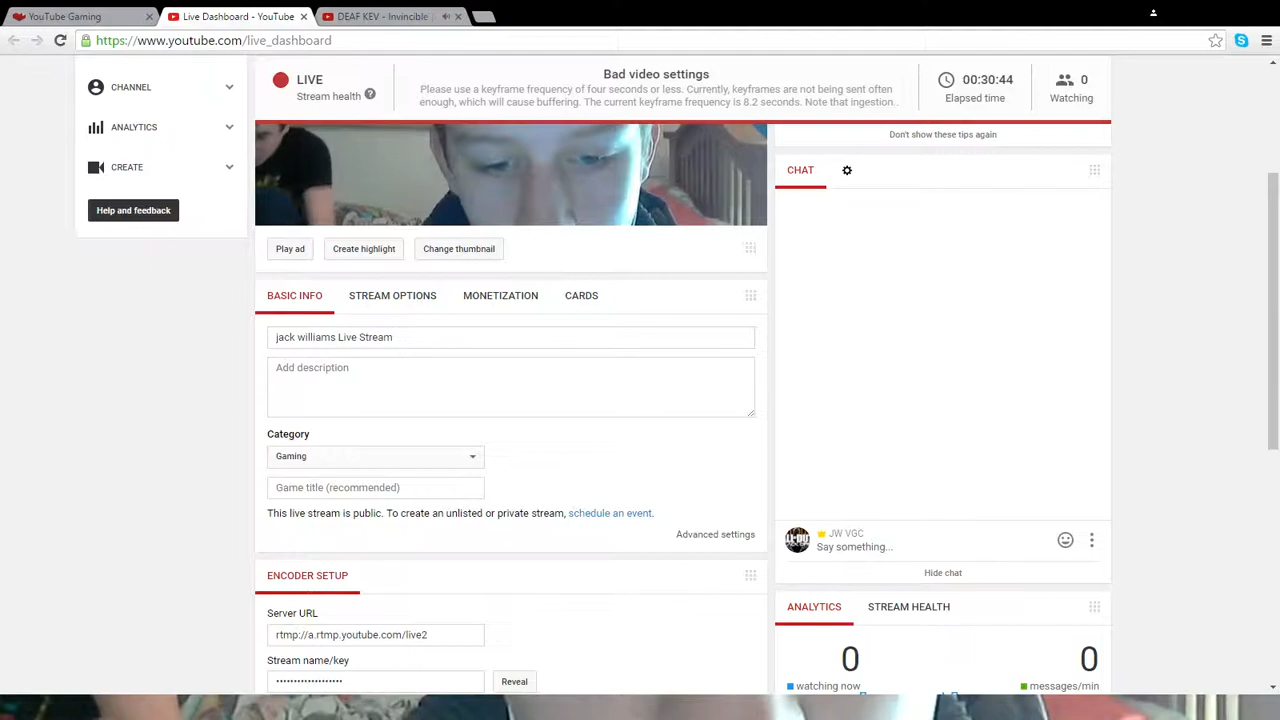 YouTube Gaming
Live Dashboard - YouTube
DEAF KEV - Invincible
https://www.youtube.com/live_dashboard
CHANNEL
ANALYTICS
CREATE
Help and feedback
LIVE
Stream health
Bad video settings
Please use a keyframe frequency of four seconds or less. Currently, keyframes are not being sent often
enough, which will cause buffering. The current keyframe frequency is 8.2 seconds. Note that ingestion..
00:30:44
Elapsed time
0
Watching
Don't show these tips again
Play ad
Create highlight
Change thumbnail
BASIC INFO
STREAM OPTIONS
MONETIZATION
CARDS
jack williams Live Stream
Add description
Category
Gaming
Game title (recommended)
This live stream is public. To create an unlisted or private stream, schedule an event.
Advanced settings
ENCODER SETUP
Server URL
rtmp://a.rtmp.youtube.com/live2
Stream name/key
Reveal
CHAT
JW VGC
Say something...
Hide chat
ANALYTICS
STREAM HEALTH
0
watching now
0
messages/min